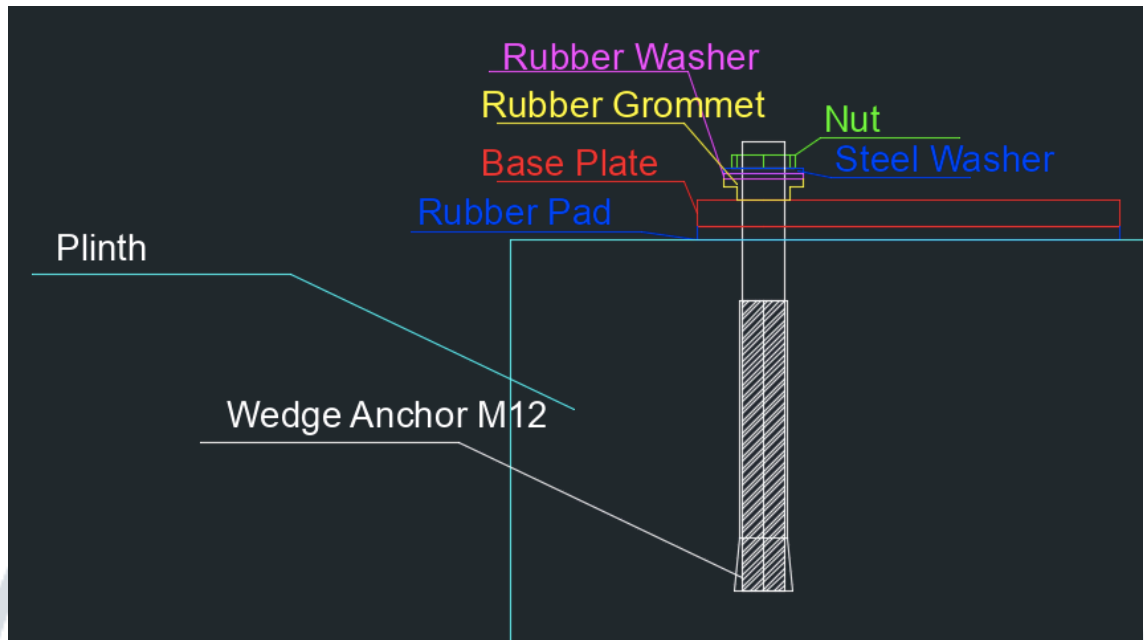 Rubber Washer
Rubber Grommet
Nut
Base Plate
Steel Washer
Rubber Pad
Plinth
Wedge Anchor M12